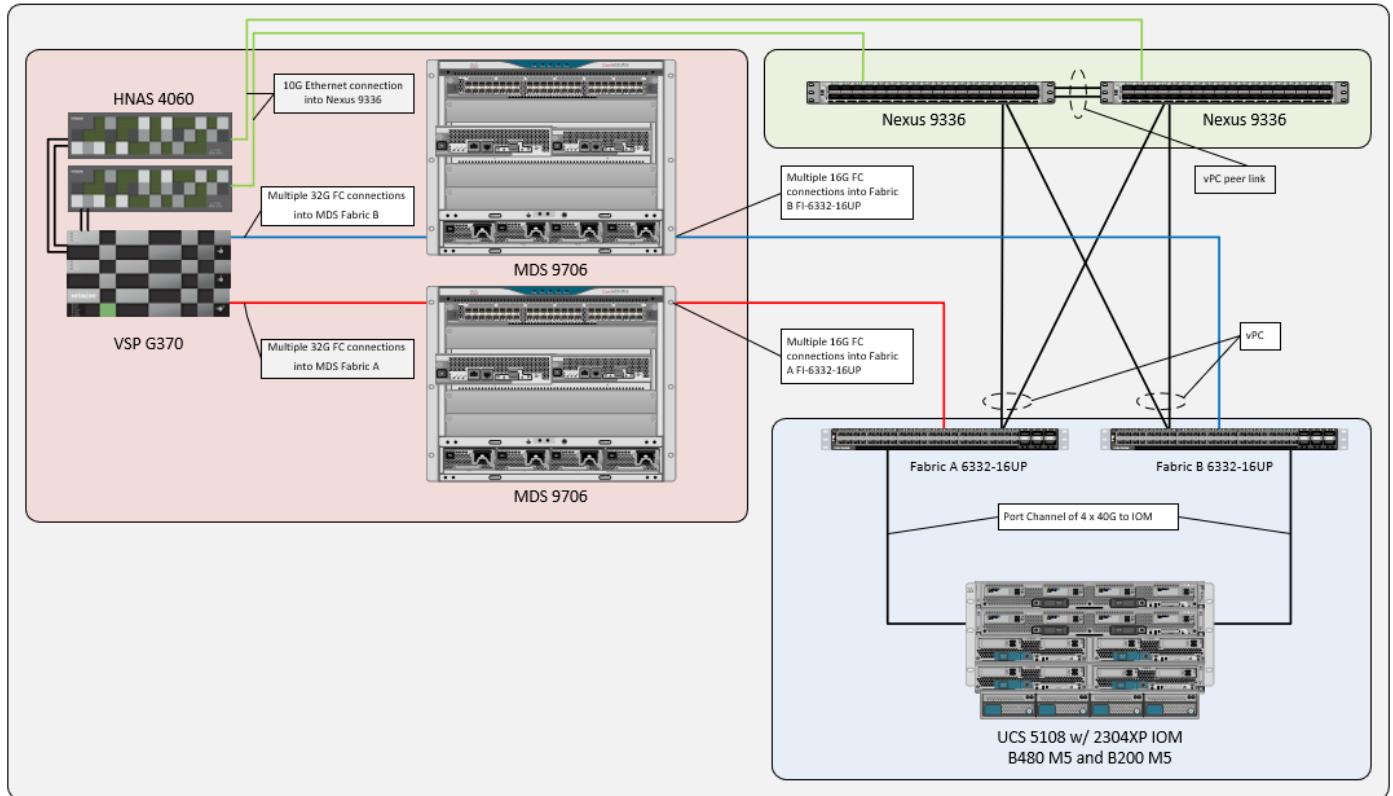 HNAS 4060
10G Ethernet connection
into Nexus 9336
Multiple 32G FC connections
into MDS Fabric B
VSP G370
Multiple 32G FC connections
into MDS Fabric A
MDS 9706
MDS 9706
Multiple 16G FC
connections into Fabric
B FI-6332-16UP
Multiple 16G FC
connections into Fabric
A FI-6332-16UP
Nexus 9336
Nexus 9336
vPC peer link
vPC
Fabric A 6332-16UP
Fabric B 6332-16UP
Port Channel of 4 x 40G to IOM
UCS 5108 w/ 2304XP IOM
B480 M5 and B200 M5
HITACHI